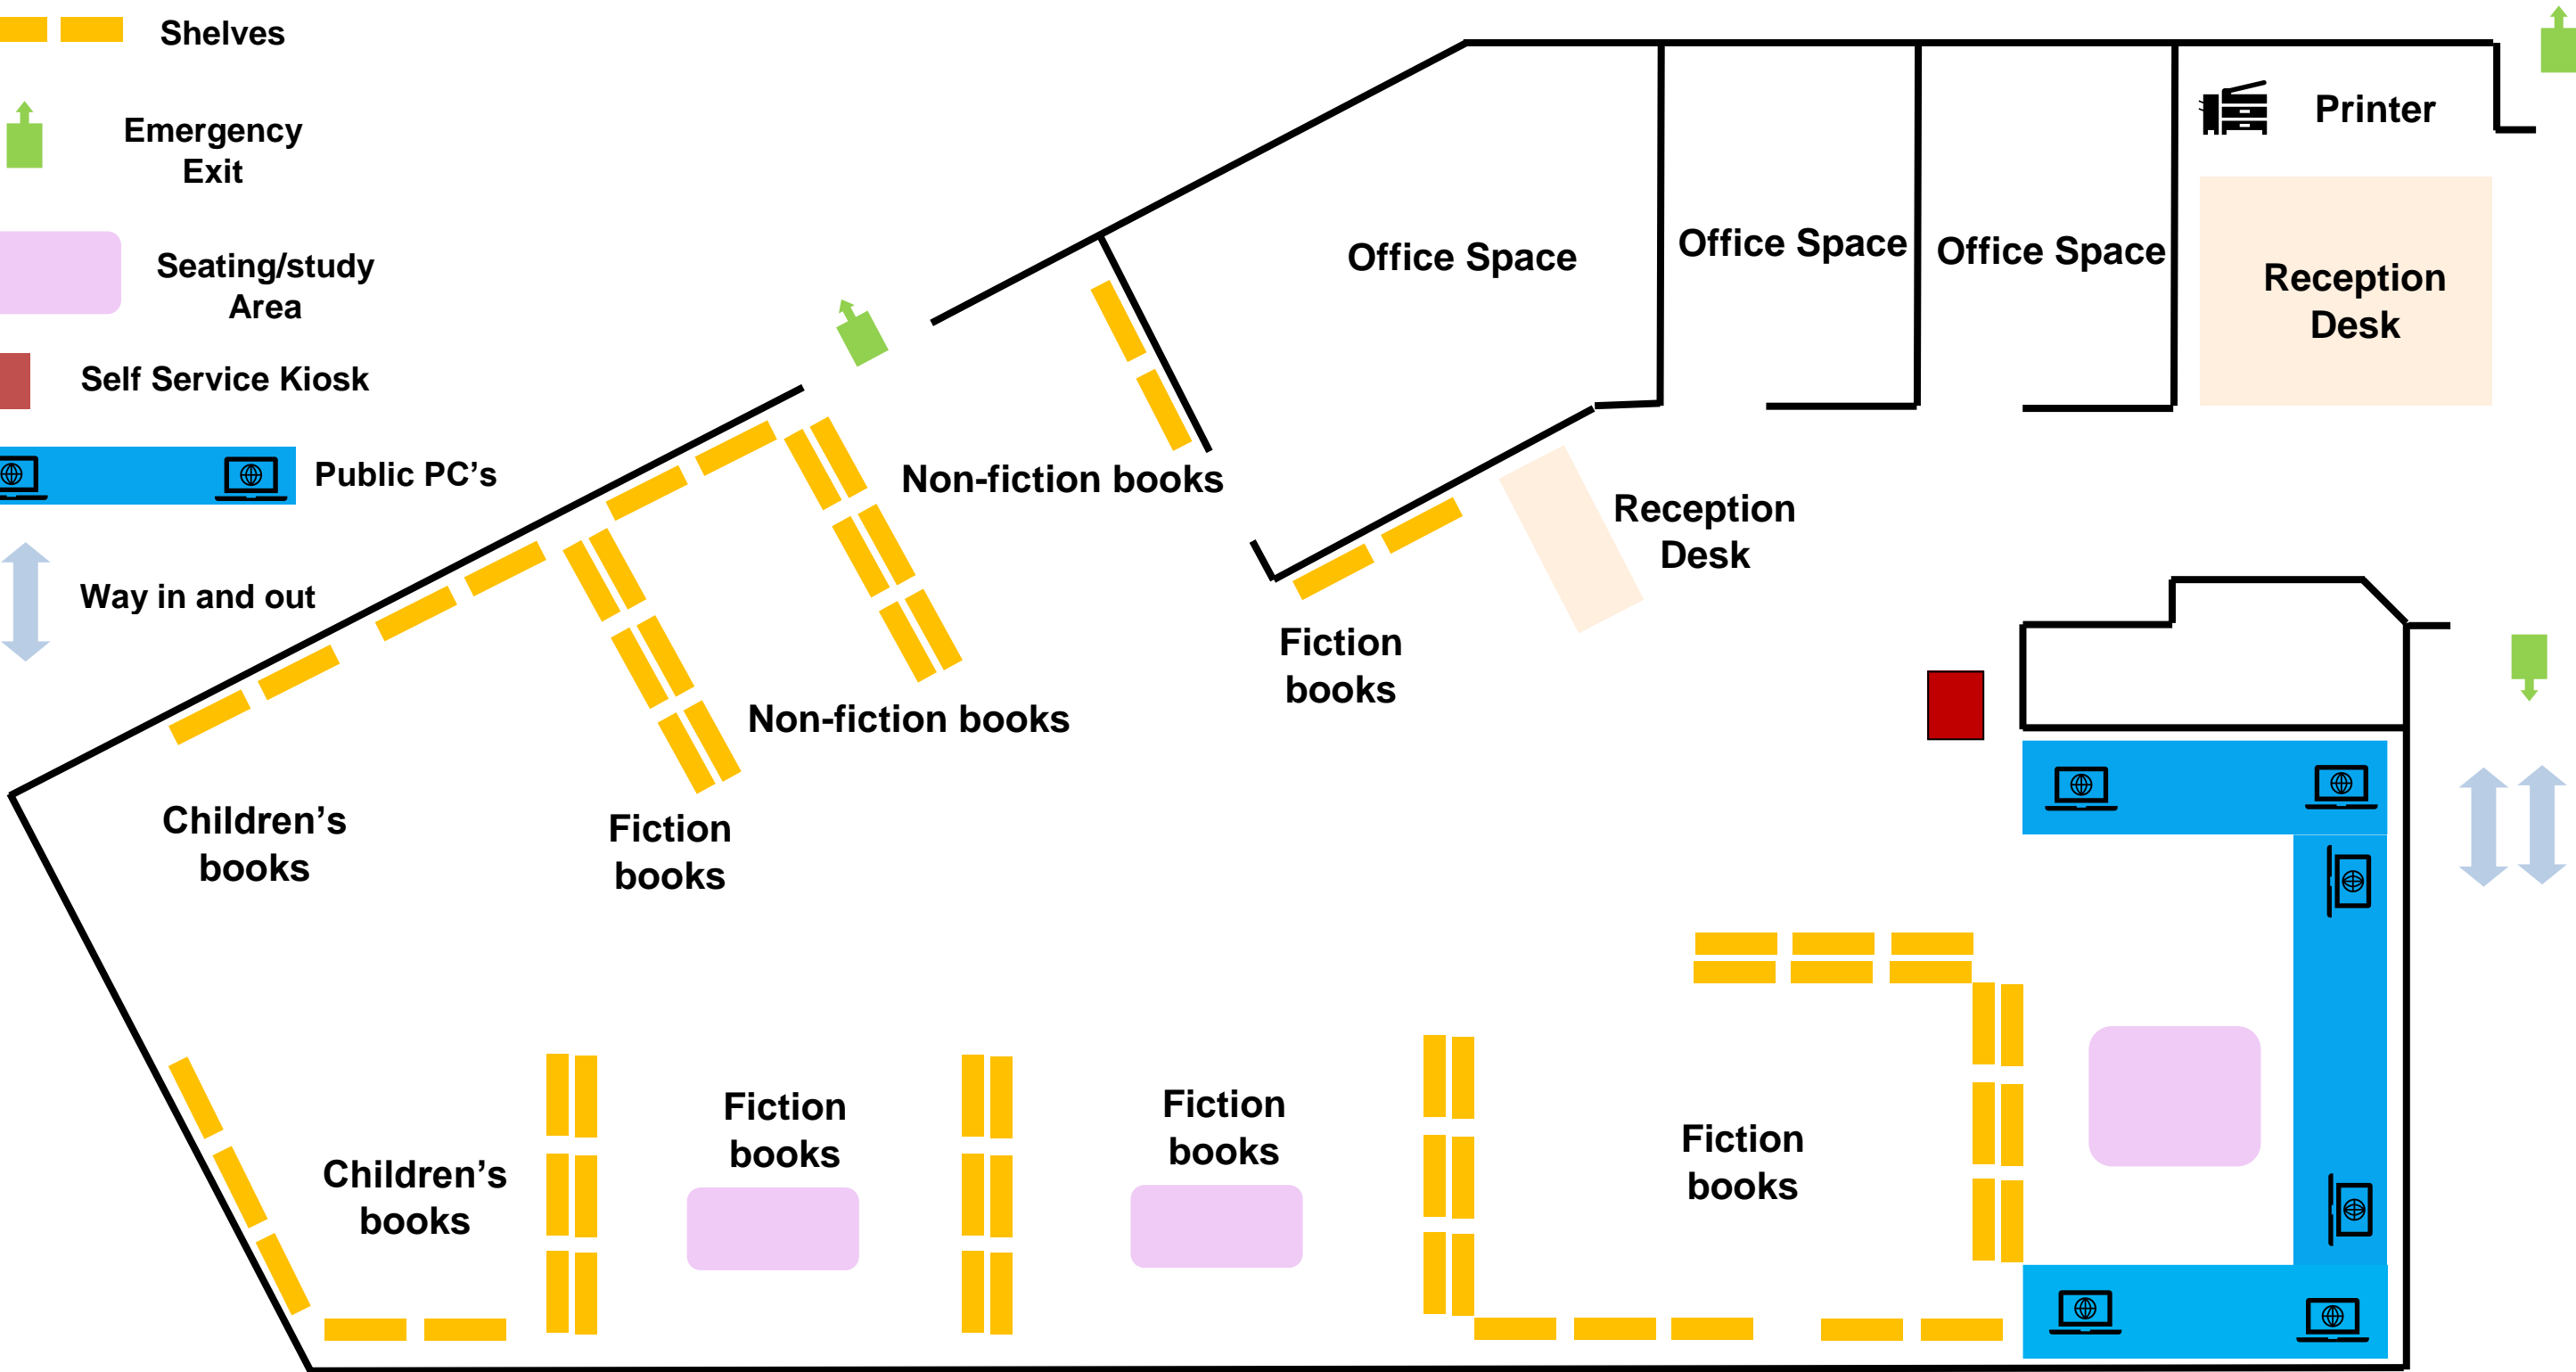 Shelves
Emergency
Exit
Seating/study
Area
Self Service Kiosk
Public PC's
Way in and out
Printer
Office Space
Office Space
Office Space
Reception
Desk
Non-fiction books
Reception
Desk
Fiction
books
Non-fiction books
Children's
books
Fiction
books
Children's
books
Fiction
books
Fiction
books
Fiction
books